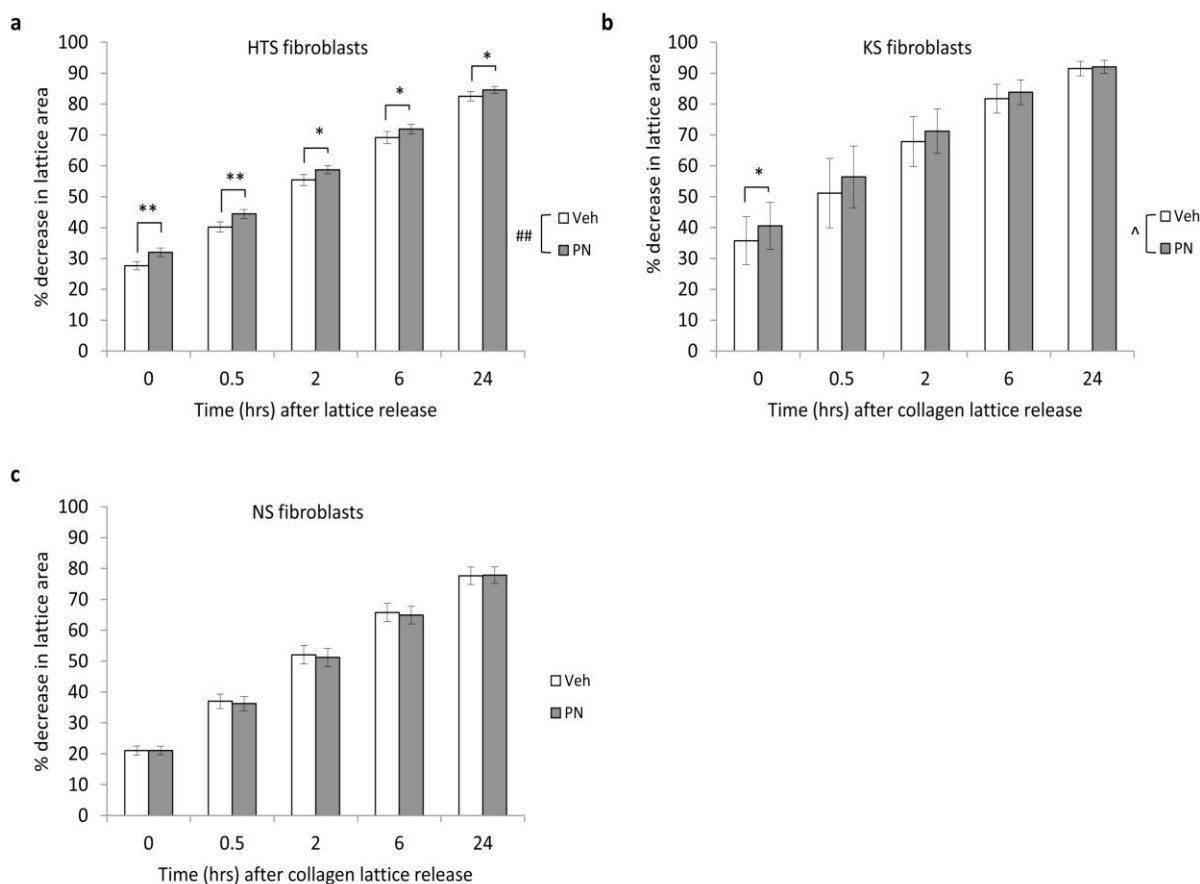 a
HTS fibroblasts
% decrease in lattice area
100
90
80
70
60
50
40
30
20
10
0
**
**
*
*
*
##
Veh
PN
0 0.5 2 6 24
Time (hrs) after lattice release
b
KS fibroblasts
% decrease in lattice area
100
90
80
70
60
50
40
30
20
10
0
*
^
Veh
PN
0 0.5 2 6 24
Time (hrs) after collagen lattice release
c
NS fibroblasts
% decrease in lattice area
100
90
80
70
60
50
40
30
20
10
0
Veh
PN
0 0.5 2 6 24
Time (hrs) after collagen lattice release